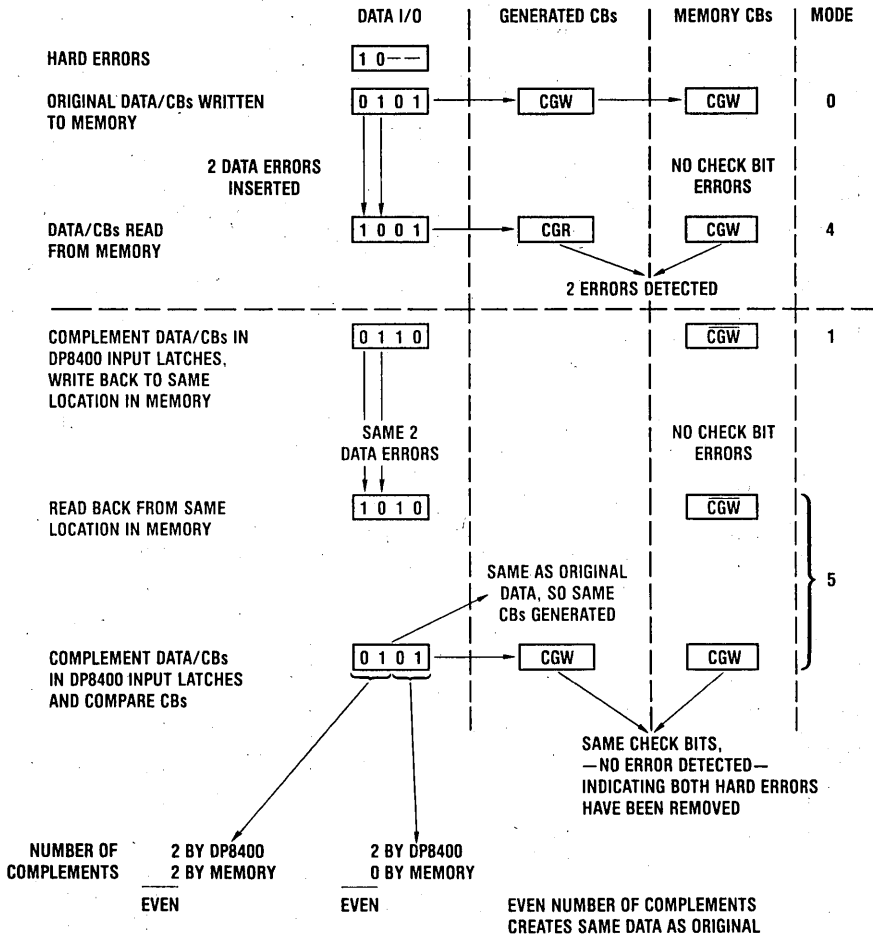 DATA I/O GENERATED CBs MEMORY CBs MODE
HARD ERRORS 1 0 – –
ORIGINAL DATA/CBs WRITTEN
TO MEMORY
0 1 0 1 CGW CGW 0
2 DATA ERRORS
INSERTED
NO CHECK BIT
ERRORS
DATA/CBs READ
FROM MEMORY
1 0 0 1 CGR CGW 4
2 ERRORS DETECTED
COMPLEMENT DATA/CBs IN
DP8400 INPUT LATCHES,
WRITE BACK TO SAME
LOCATION IN MEMORY
0 1 1 0 C̅G̅W̅ 1
SAME 2
DATA ERRORS
NO CHECK BIT
ERRORS
READ BACK FROM SAME
LOCATION IN MEMORY
1 0 1 0 C̅G̅W̅
5
SAME AS ORIGINAL
DATA, SO SAME
CBs GENERATED
COMPLEMENT DATA/CBs
IN DP8400 INPUT LATCHES
AND COMPARE CBs
0 1 0 1 CGW CGW
SAME CHECK BITS,
—NO ERROR DETECTED—
INDICATING BOTH HARD ERRORS
HAVE BEEN REMOVED
NUMBER OF
COMPLEMENTS
2 BY DP8400
2 BY MEMORY
EVEN
2 BY DP8400
0 BY MEMORY
EVEN
EVEN NUMBER OF COMPLEMENTS
CREATES SAME DATA AS ORIGINAL